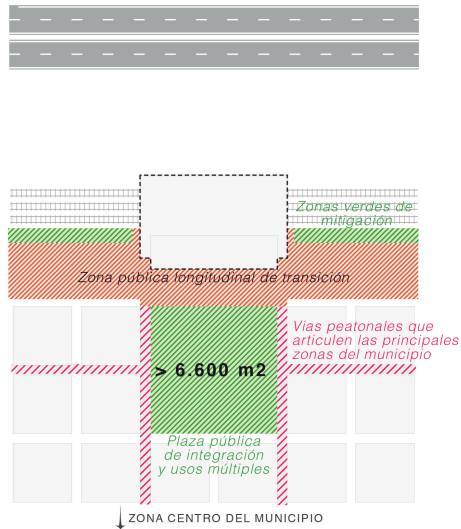 Zonas verdes de
mitigación
Zona pública longitudinal de transición
Vias peatonales que
articulen las principales
zonas del municipio
> 6.600 m2
Plaza pública
de integración
y usos múltiples
ZONA CENTRO DEL MUNICIPIO